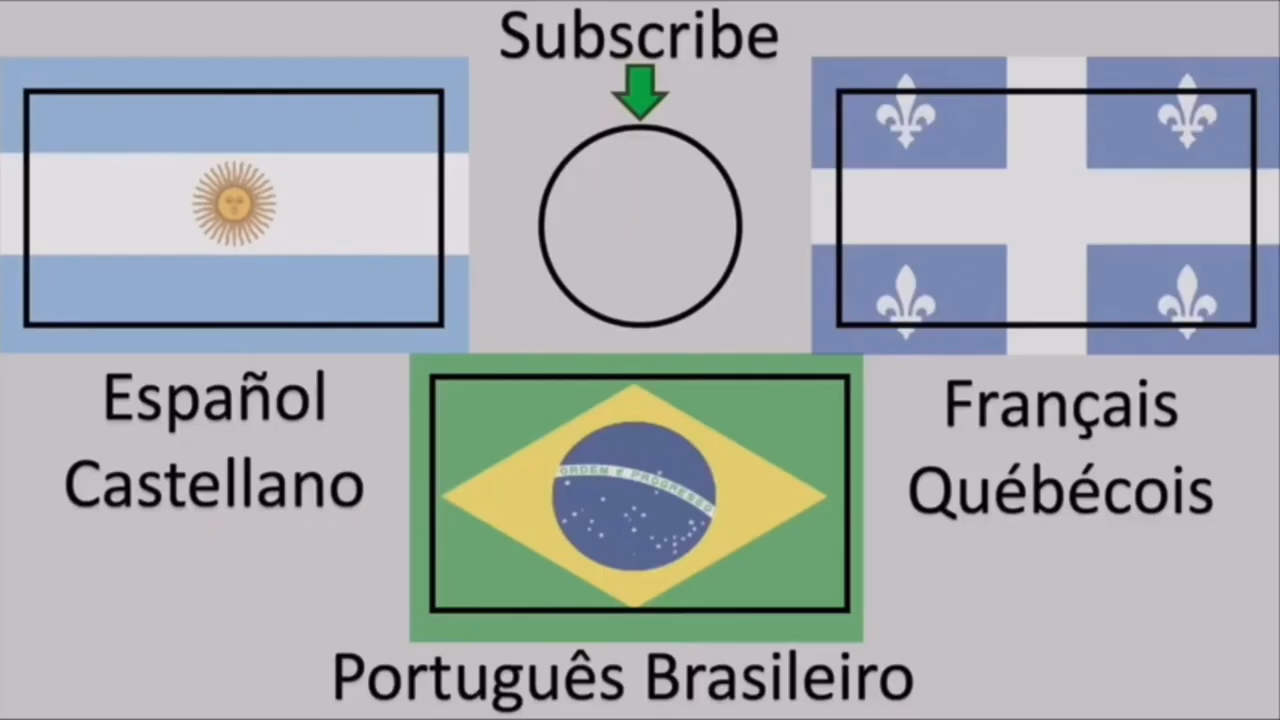 Subscribe
Español
Castellano
Français
Québécois
ORDEM E PROGRESSO
Português Brasileiro